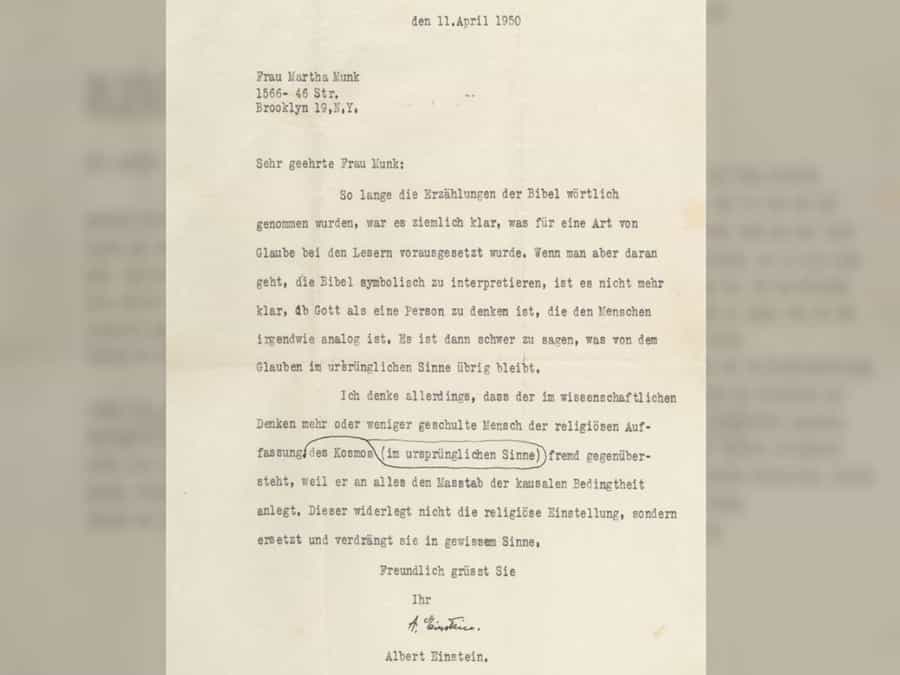 den 11.April 1950
Frau Martha Munk
1566- 46 Str.
Brooklyn 19,N.Y.
Sehr geehrte Frau Munk:
So lange die Erzählungen der Bibel wörtlich
genommen wurden, war es ziemlich klar, was für eine Art von
Glaube bei den Lesern vorausgesetzt wurde. Wenn man aber daran
geht, die Bibel symbolisch zu interpretieren, ist es nicht mehr
klar, ob Gott als eine Person zu denken ist, die den Menschen
irgendwie analog ist. Es ist dann schwer zu sagen, was von dem
Glauben im ursprünglichen Sinne übrig bleibt.
Ich denke allerdings, dass der im wissenschaftlichen
Denken mehr oder weniger geschulte Mensch der religiösen Auf-
fassung des Kosmos (im ursprünglichen Sinne) fremd gegenüber-
steht, weil er an alles den Masstab der kausalen Bedingtheit
anlegt. Dieser widerlegt nicht die religiöse Einstellung, sondern
ersetzt und verdrängt sie in gewissem Sinne.
Freundlich grüsst Sie
Ihr
A. Einstein.
Albert Einstein.